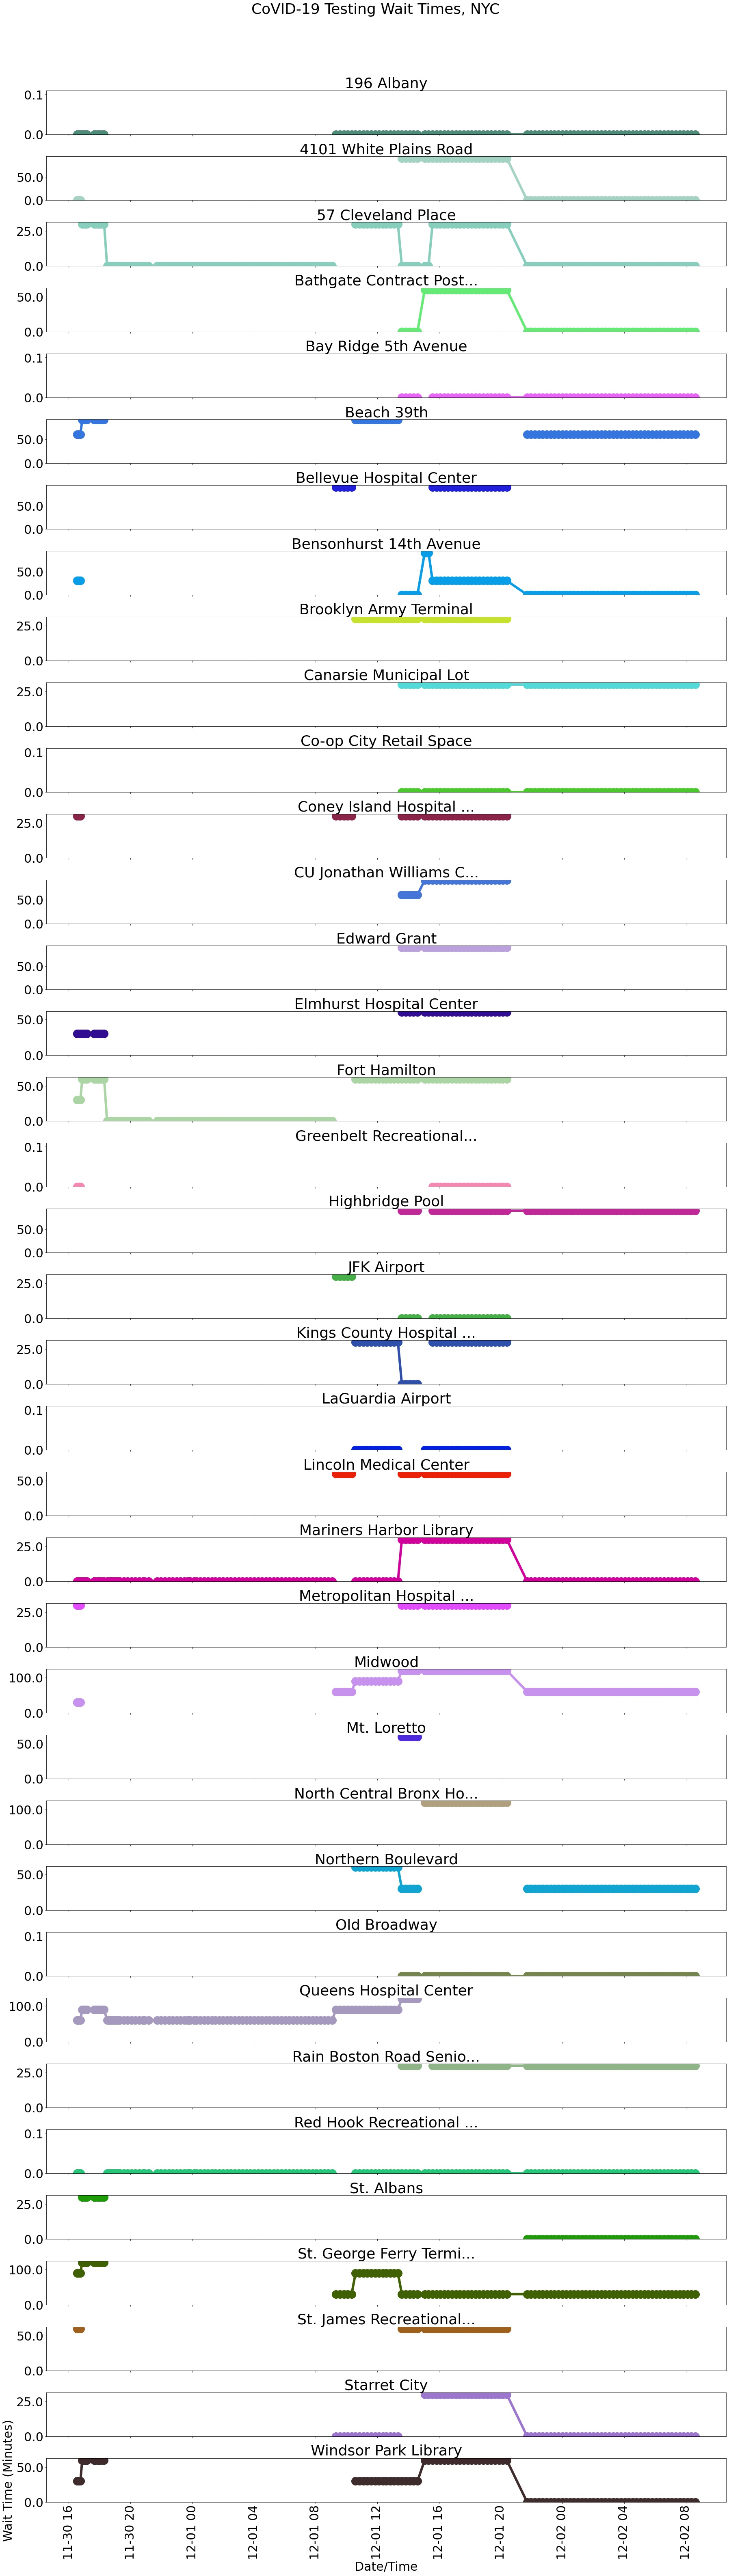 CoVID-19 Testing Wait Times, NYC
196 Albany
0.1
0.0
4101 White Plains Road
50.0
0.0
57 Cleveland Place
25.0
0.0
Bathgate Contract Post...
50.0
0.0
Bay Ridge 5th Avenue
0.1
0.0
Beach 39th
50.0
0.0
Bellevue Hospital Center
50.0
0.0
Bensonhurst 14th Avenue
50.0
0.0
Brooklyn Army Terminal
25.0
0.0
Canarsie Municipal Lot
25.0
0.0
Co-op City Retail Space
0.1
0.0
Coney Island Hospital ...
25.0
0.0
CU Jonathan Williams C...
50.0
0.0
Edward Grant
50.0
0.0
Elmhurst Hospital Center
50.0
0.0
Fort Hamilton
50.0
0.0
Greenbelt Recreational...
0.1
0.0
Highbridge Pool
50.0
0.0
JFK Airport
25.0
0.0
Kings County Hospital ...
25.0
0.0
LaGuardia Airport
0.1
0.0
Lincoln Medical Center
50.0
0.0
Mariners Harbor Library
25.0
0.0
Metropolitan Hospital ...
25.0
0.0
Midwood
100.0
0.0
Mt. Loretto
50.0
0.0
North Central Bronx Ho...
100.0
0.0
Northern Boulevard
50.0
0.0
Old Broadway
0.1
0.0
Queens Hospital Center
100.0
0.0
Rain Boston Road Senio...
25.0
0.0
Red Hook Recreational ...
0.1
0.0
St. Albans
25.0
0.0
St. George Ferry Termi...
100.0
0.0
St. James Recreational...
50.0
0.0
Starret City
25.0
0.0
Windsor Park Library
50.0
0.0
Wait Time (Minutes)
11-30 16
11-30 20
12-01 00
12-01 04
12-01 08
12-01 12
12-01 16
12-01 20
12-02 00
12-02 04
12-02 08
Date/Time